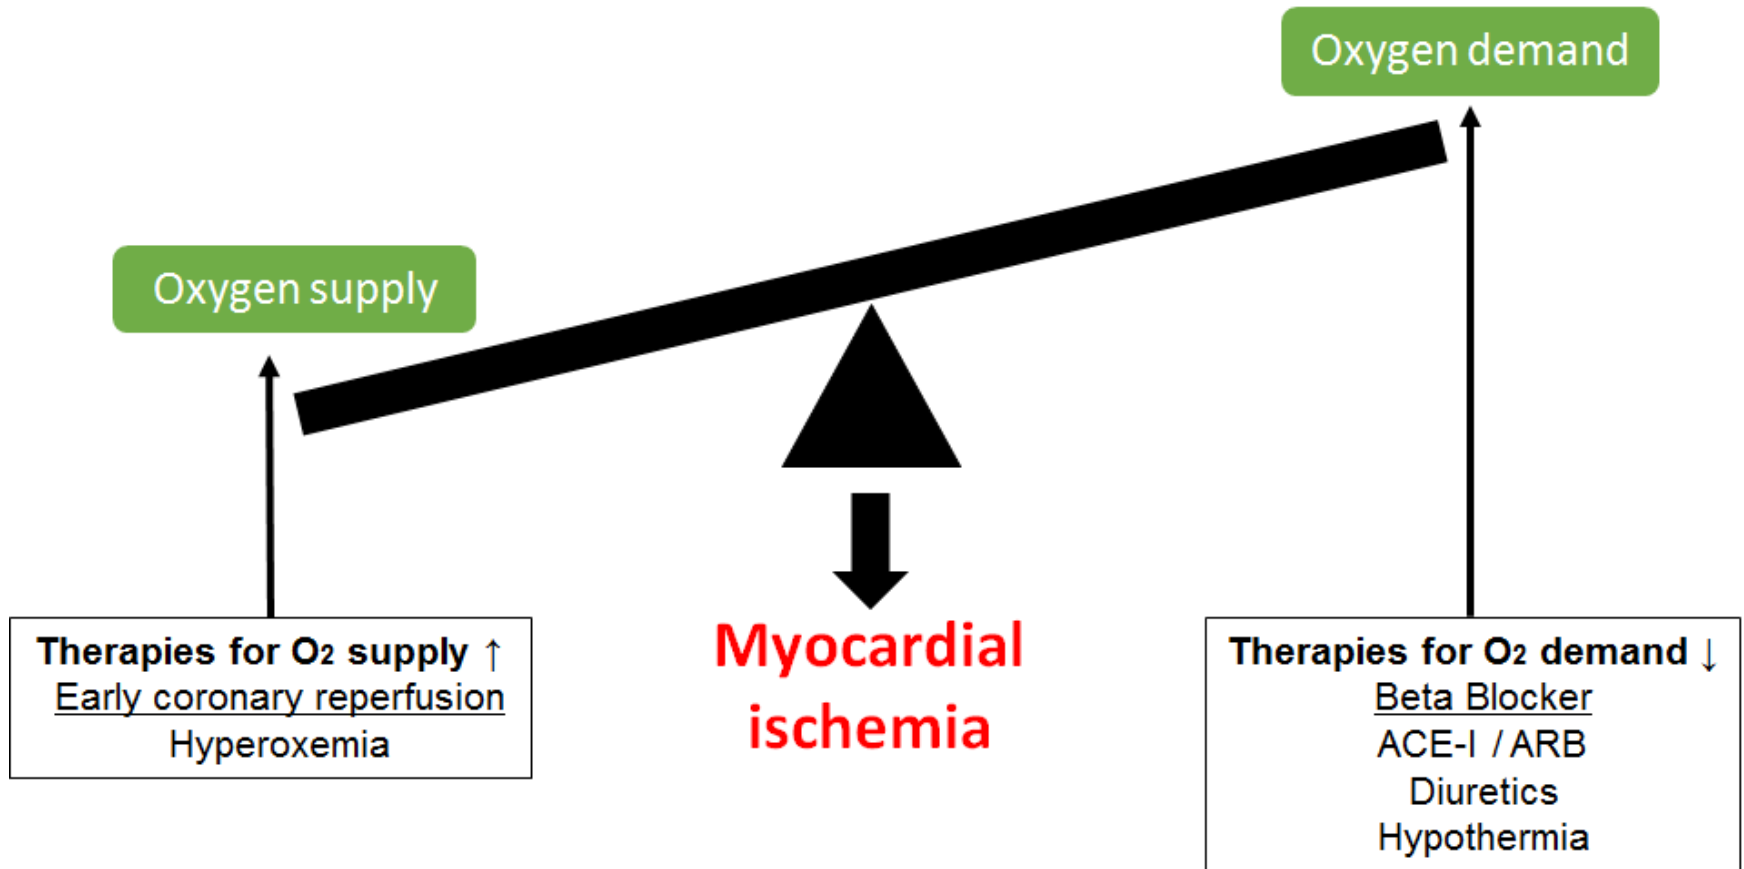 Oxygen demand
Oxygen supply
Therapies for O2 supply ↑
Early coronary reperfusion
Hyperoxemia
Myocardial
ischemia
Therapies for O2 demand ↓
Beta Blocker
ACE-I / ARB
Diuretics
Hypothermia